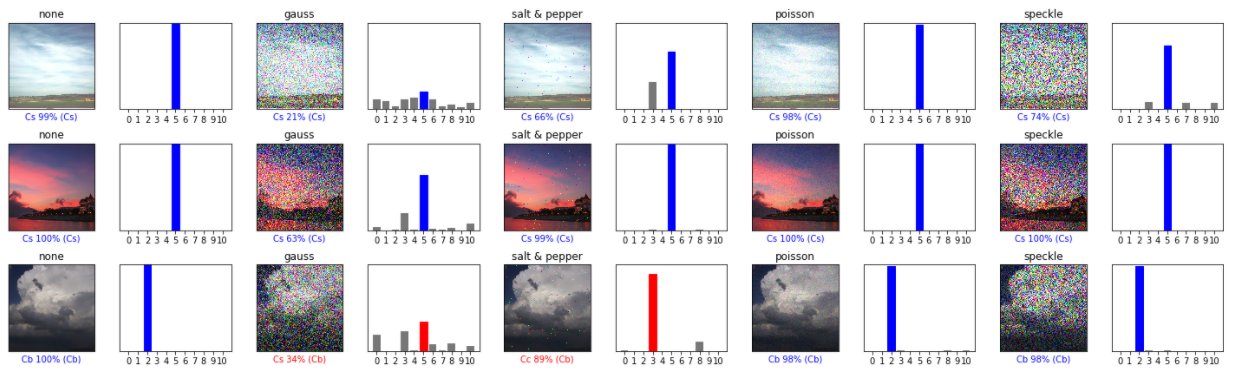 none gauss salt & pepper poisson speckle
0 1 2 3 4 5 6 7 8 9 10 0 1 2 3 4 5 6 7 8 9 10 0 1 2 3 4 5 6 7 8 9 10 0 1 2 3 4 5 6 7 8 9 10 0 1 2 3 4 5 6 7 8 9 10
Cs 99% (Cs) Cs 21% (Cs) Cs 66% (Cs) Cs 98% (Cs) Cs 74% (Cs)
none gauss salt & pepper poisson speckle
0 1 2 3 4 5 6 7 8 9 10 0 1 2 3 4 5 6 7 8 9 10 0 1 2 3 4 5 6 7 8 9 10 0 1 2 3 4 5 6 7 8 9 10 0 1 2 3 4 5 6 7 8 9 10
Cs 100% (Cs) Cs 63% (Cs) Cs 99% (Cs) Cs 100% (Cs) Cs 100% (Cs)
none gauss salt & pepper poisson speckle
0 1 2 3 4 5 6 7 8 9 10 0 1 2 3 4 5 6 7 8 9 10 0 1 2 3 4 5 6 7 8 9 10 0 1 2 3 4 5 6 7 8 9 10 0 1 2 3 4 5 6 7 8 9 10
Cb 100% (Cb) Cs 34% (Cb) Cc 89% (Cb) Cb 98% (Cb) Cb 98% (Cb)